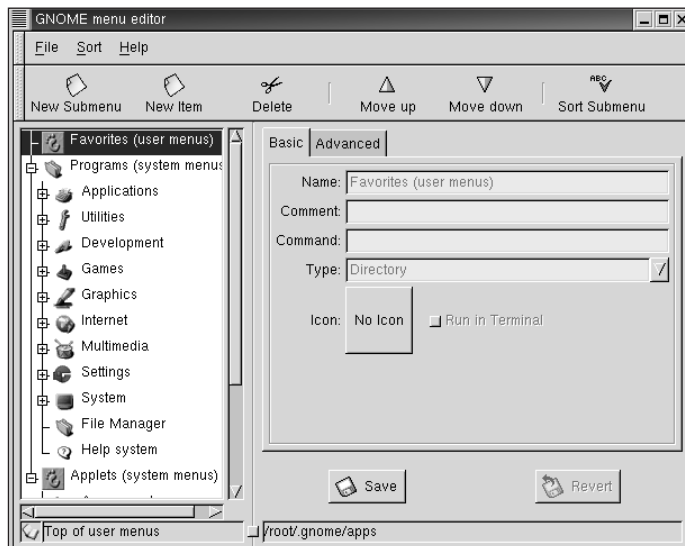 GNOME menu editor
File Sort Help
New Submenu New Item Delete Move up Move down ABC Sort Submenu
Favorites (user menus)
Programs (system menus
Applications
Utilities
Development
Games
Graphics
Internet
Multimedia
Settings
System
File Manager
Help system
Applets (system menus)
Basic Advanced
Name: Favorites (user menus)
Comment:
Command:
Type: Directory
Icon: No Icon Run in Terminal
Save Revert
Top of user menus /root/.gnome/apps